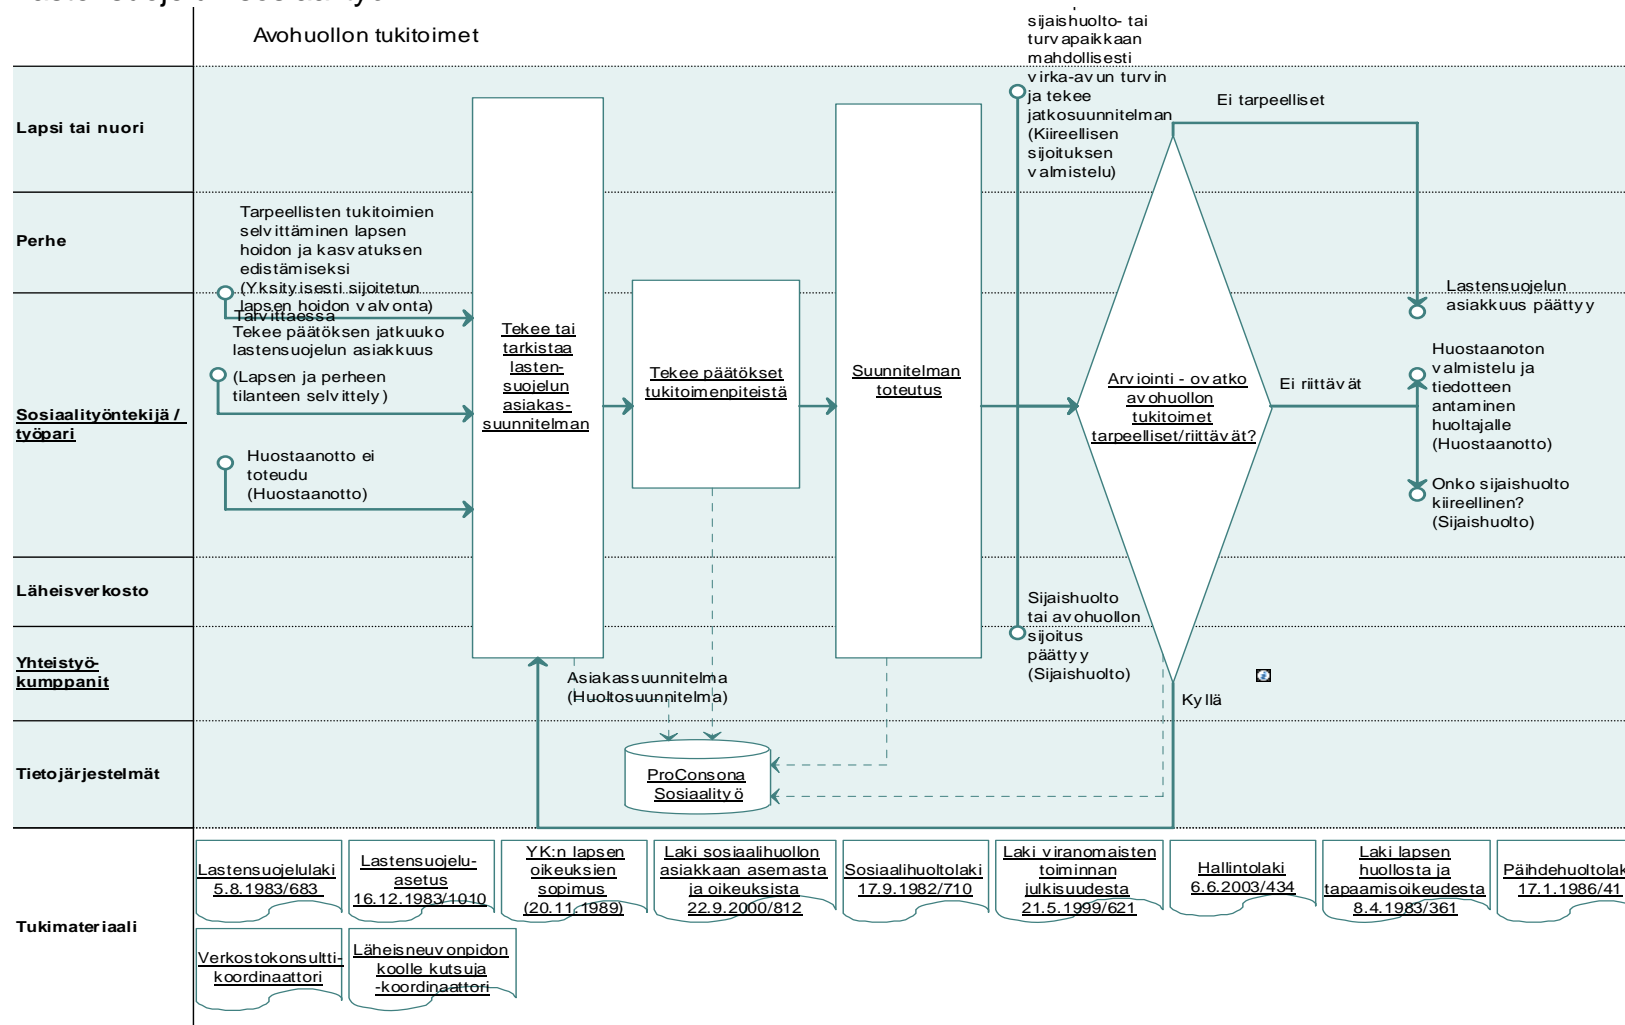 Avohuollon tukitoimet
sijaishuolto- tai
turvapaikkaan
mahdollisesti
virka-avun turvin
ja tekee
jatkosuunnitelman
(Kiireellisen
sijoituksen
valmistelu)
Ei tarpeelliset
Lapsi tai nuori
Perhe
Tarpeellisten tukitoimien
selvittäminen lapsen
hoidon ja kasvatuksen
edistämiseksi
(Yksityisesti sijoitetun
lapsen hoidon valvonta)
Tarvittaessa
Tekee päätöksen jatkuuko
lastensuojelun asiakkuus
(Lapsen ja perheen
tilanteen selvittely)
Huostaanotto ei
toteudu
(Huostaanotto)
Sosiaalityöntekijä /
työpari
Tekee tai
tarkistaa
lasten-
suojelun
asiakas-
suunnitelman
Tekee päätökset
tukitoimenpiteistä
Suunnitelman
toteutus
Arviointi - ovatko
avohuollon
tukitoimet
tarpeelliset/riittävät?
Ei riittävät
Lastensuojelun
asiakkuus päättyy
Huostaanoton
valmistelu ja
tiedotteen
antaminen
huoltajalle
(Huostaanotto)
Onko sijaishuolto
kiireellinen?
(Sijaishuolto)
Läheisverkosto
Sijaishuolto
tai avohuollon
sijoitus
päättyy
(Sijaishuolto)
Yhteistyö-
kumppanit
Asiakassuunnitelma
(Huoltosuunnitelma)
Kyllä
Tietojärjestelmät
ProConsona
Sosiaalityö
Tukimateriaali
Lastensuojelulaki
5.8.1983/683
Lastensuojelu-
asetus
16.12.1983/1010
YK:n lapsen
oikeuksien
sopimus
(20.11.1989)
Laki sosiaalihuollon
asiakkaan asemasta
ja oikeuksista
22.9.2000/812
Sosiaalihuoltolaki
17.9.1982/710
Laki viranomaisten
toiminnan
julkisuudesta
21.5.1999/621
Hallintolaki
6.6.2003/434
Laki lapsen
huollosta ja
tapaamisoikeudesta
8.4.1983/361
Päihdehuoltolak
17.1.1986/41
Verkostokonsultti-
koordinaattori
Läheisneuvonpidon
koolle kutsuja
-koordinaattori